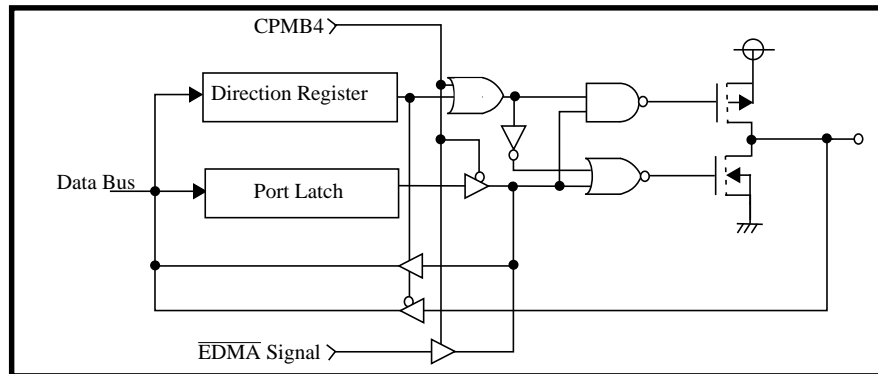 CPMB4
Direction Register
Data Bus
Port Latch
EDMA Signal